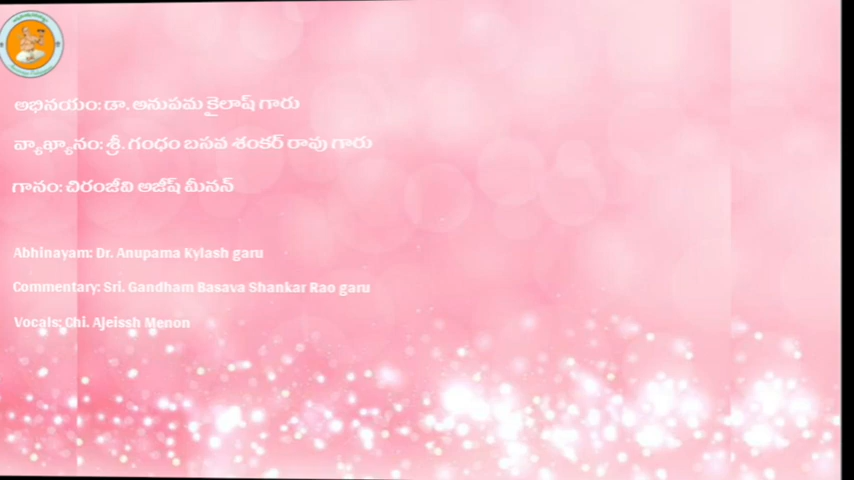 అభినయం: డా. అనుపమ కైలాష్ గారు
వ్యాఖ్యానం: శ్రీ. గంధం బసవ శంకర్ రావు గారు
గానం: చిరంజీవి అజీష్ మీనన్
Abhinayam: Dr. Anupama Kylash garu
Commentary: Sri. Gandham Basava Shankar Rao garu
Vocals: Chi. Ajeissh Menon